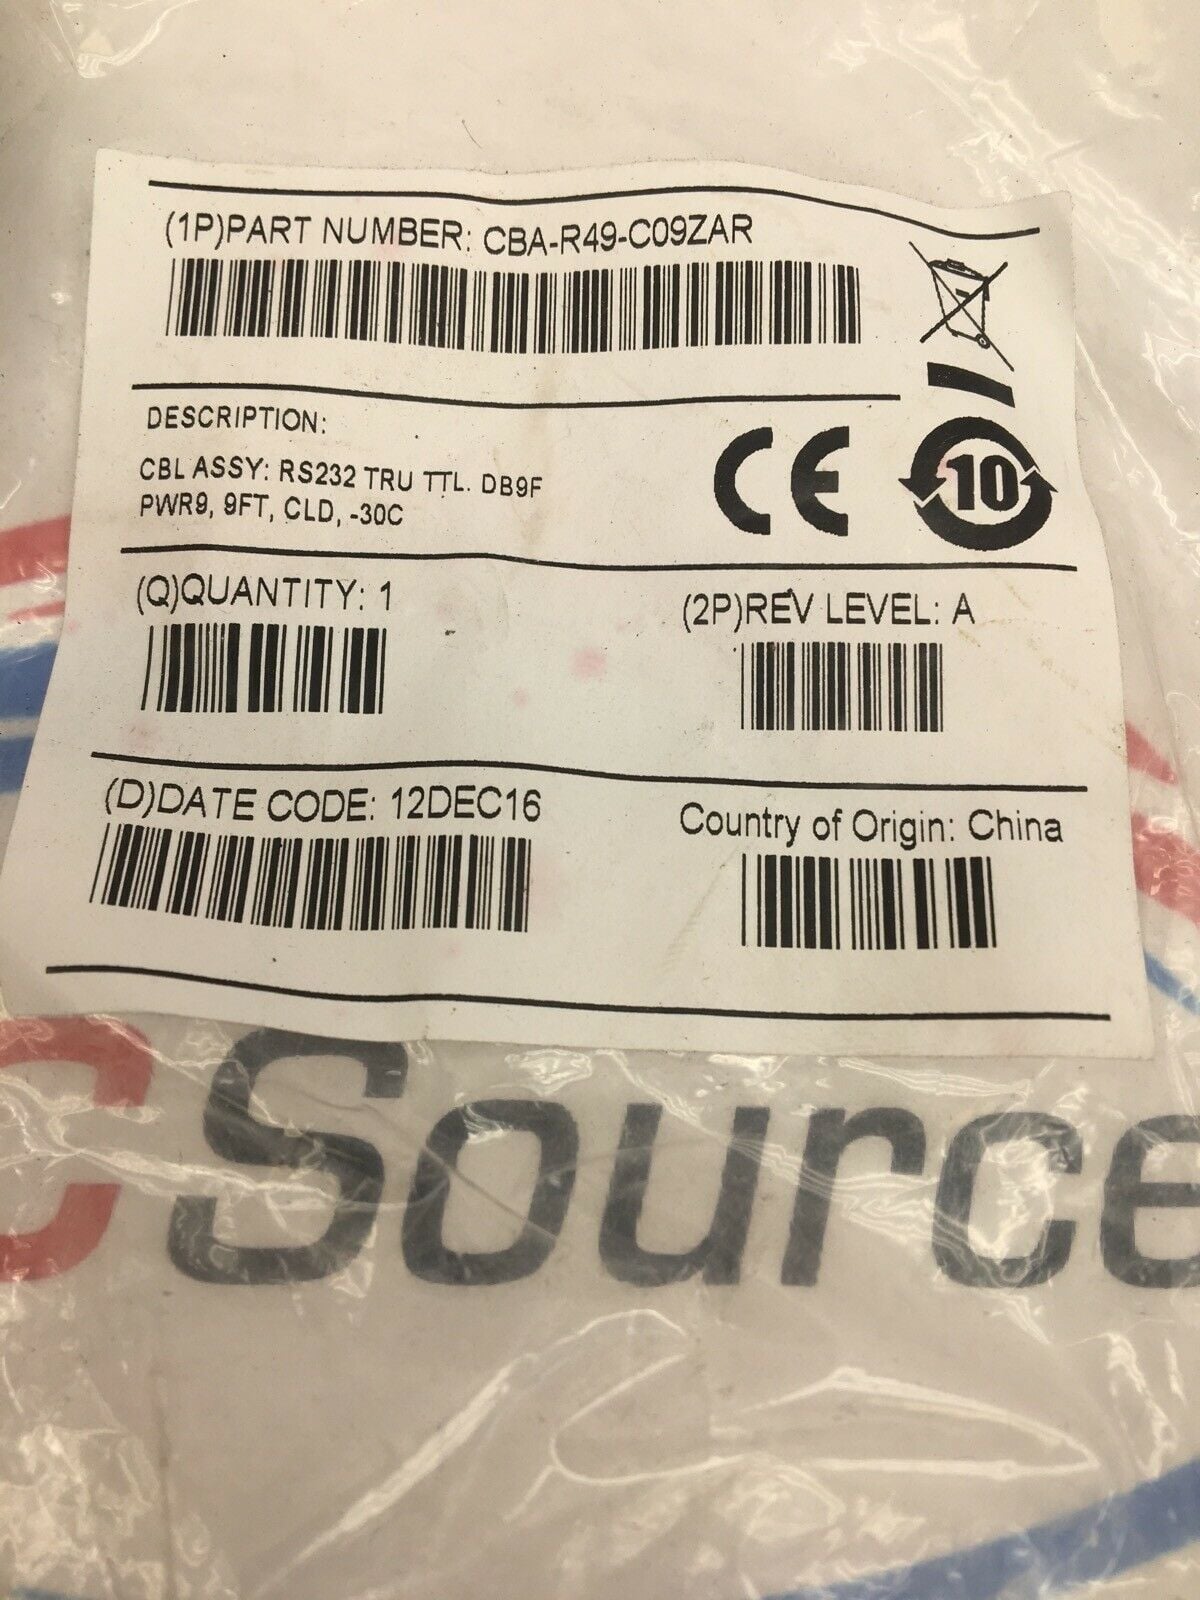 (1P)PART NUMBER: CBA-R49-C09ZAR
DESCRIPTION:
CBL ASSY: RS232 TRU TTL. DB9F
PWR9, 9FT, CLD, -30C
CE
10
(Q)QUANTITY: 1
(2P)REV LEVEL: A
(D)DATE CODE: 12DEC16
Country of Origin: China
CSource